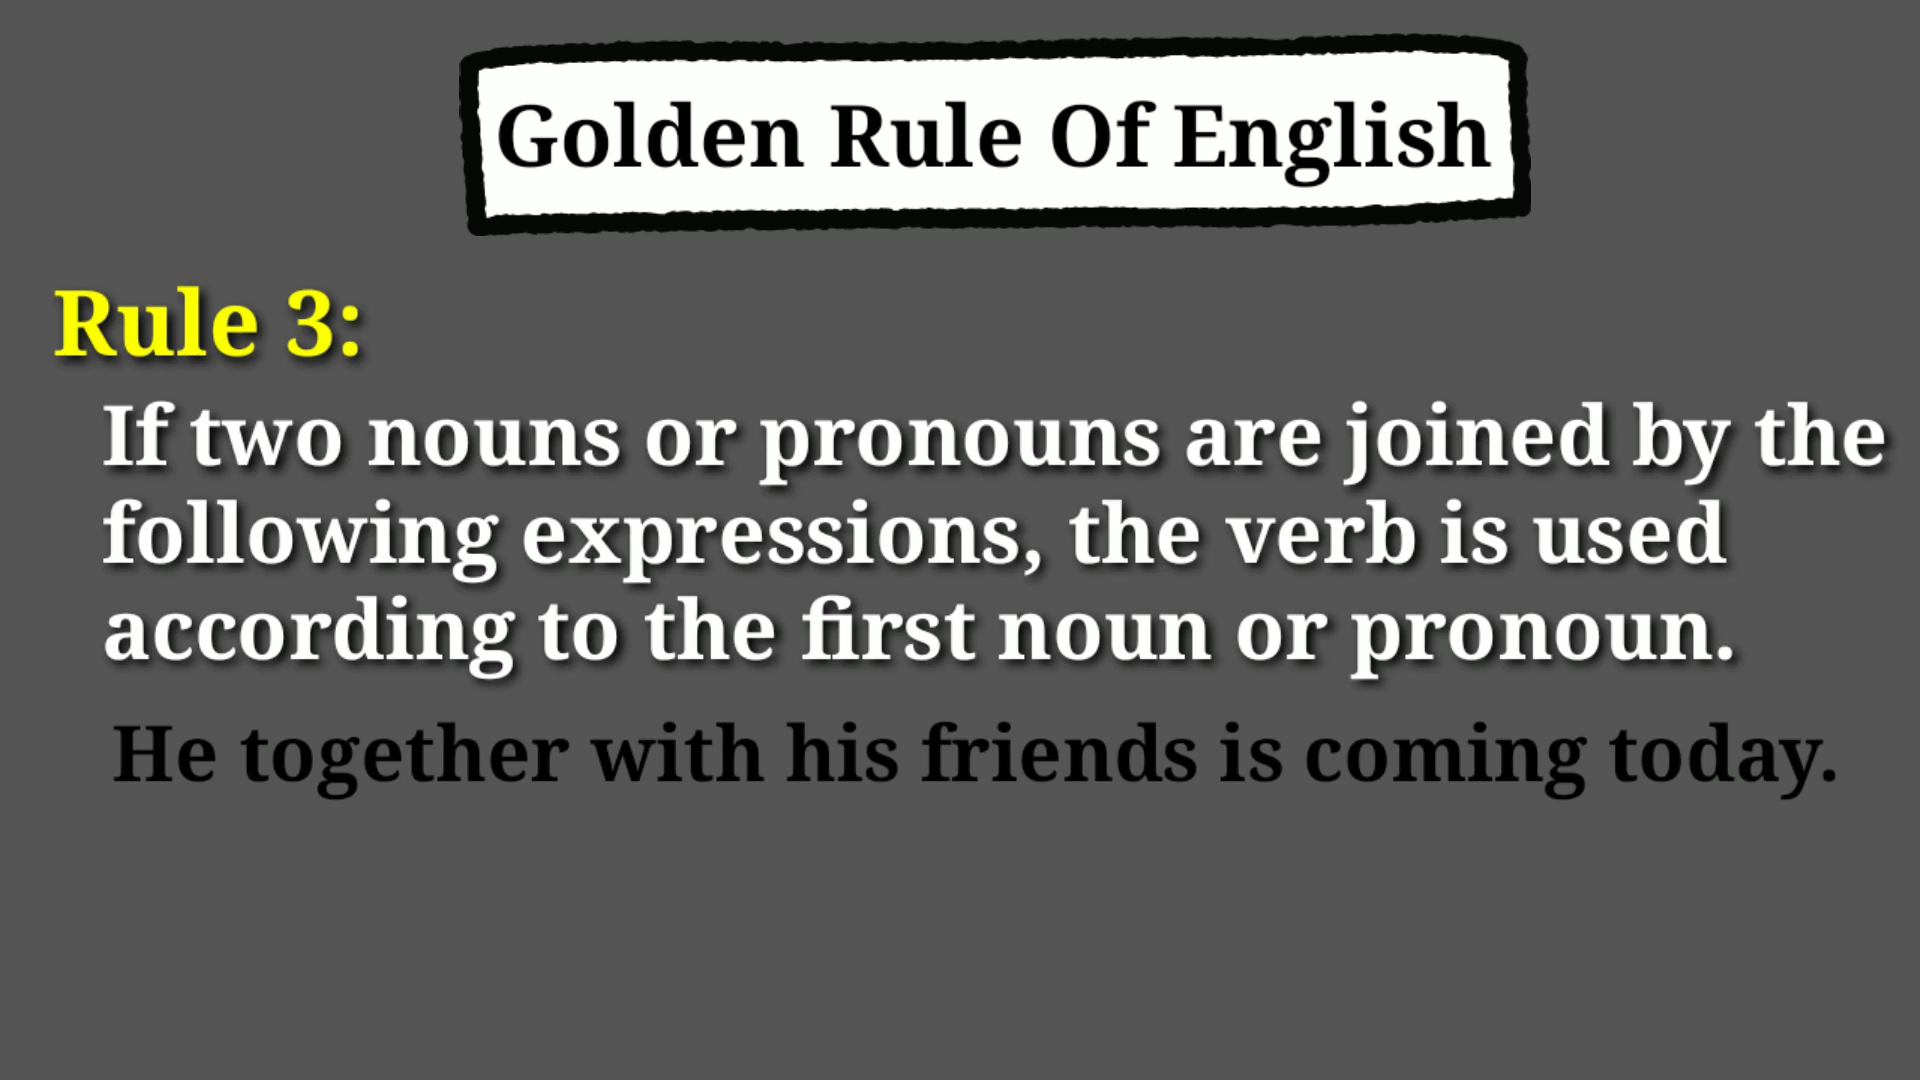 Golden Rule Of English
Rule 3:
If two nouns or pronouns are joined by the
following expressions, the verb is used
according to the first noun or pronoun.
He together with his friends is coming today.